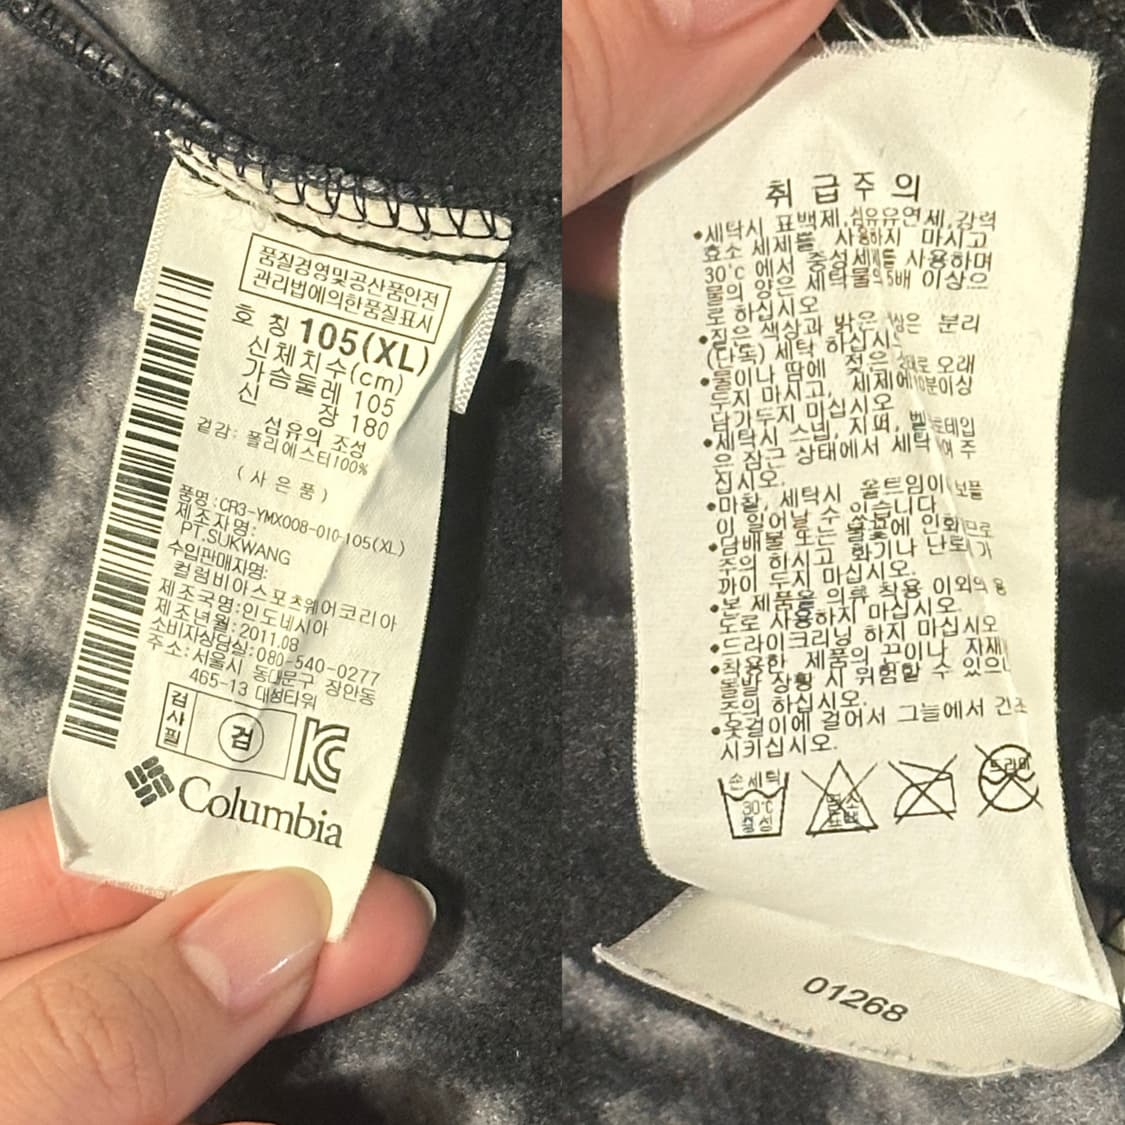 품질경영및공산품안전
관리법에의한품질표시
호 칭 105(XL)
신체치수(cm)
가슴둘레 105
신 장 180
섬유의 조성
겉감: 폴리에스터100%
(사은품)
품명:CR3-YMX008-010-105(XL)
제조자명:
PT.SUKWANG
수입판매자명:
컬럼비아스포츠웨어코리아
제조국명:인도네시아
제조년월:2011.08
소비자상담실:080-540-0277
주소:서울시 동대문구 장안동
465-13 대성타워
검사필
검
Columbia
취급주의
•세탁시 표백제,섬유유연제,강력
효소 세제를 사용하지 마시고
30℃ 에서 중성세제를 사용하며
물의 양은 세탁물의5배 이상으
로 하십시오
•짙은 색상과 밝은 분리
(단독) 세탁 하십시오
•물이나 땀에 젖은 오래
두지 마시고, 세제에10분이상
담가두지 마십시오
•세탁시 스냅, 지퍼,
은 잠근 상태에서 세탁 여 주
십시오.
•마찰, 세탁시 올트임이 보풀
이 일어날 수 있습니다
•담배불 또는 불꽃에 인화므로
주의 하시고 화기나 난로 가
까이 두지 마십시오.
•본 제품을 의류 착용 이외의 용
도로 사용하지 마십시오
•드라이크리닝 하지 마십시오
•착용한 제품의 끈이나 자재
돌발 상황 시 위험할 수 있으니
주의 하십시오.
•옷걸이에 걸어서 그늘에서 건조
시키십시오.
손세탁
30℃
중성
염소
표백
드라이
01268